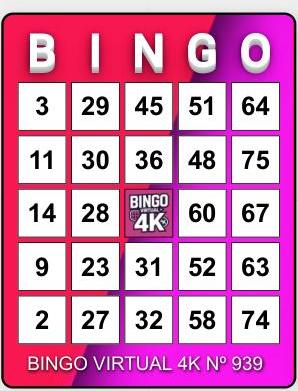 BINGO
3 29 45 51 64
11 30 36 48 75
14 28 BINGO VIRTUAL 4K 60 67
9 23 31 52 63
2 27 32 58 74
BINGO VIRTUAL 4K Nº 939